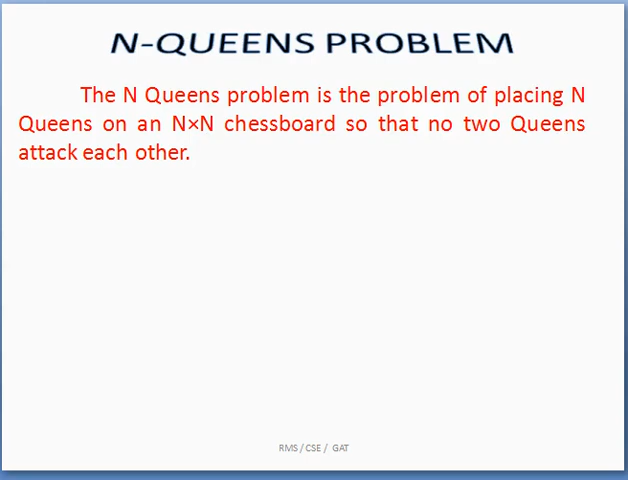 N-QUEENS PROBLEM
The N Queens problem is the problem of placing N
Queens on an N×N chessboard so that no two Queens
attack each other.
RMS / CSE / GAT